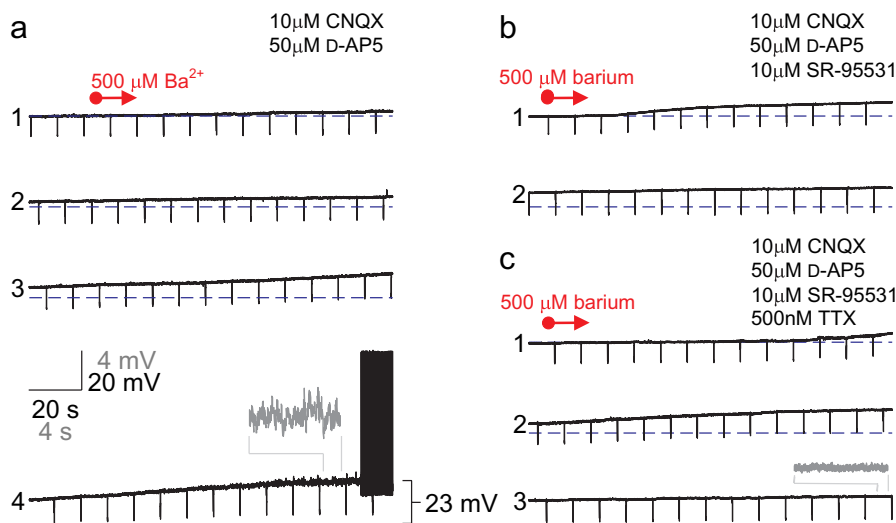 a
10µM CNQX
50µM D-AP5
500 µM Ba²⁺
1
2
3
4 mV
20 mV
20 s
4 s
4
23 mV
b
10µM CNQX
50µM D-AP5
10µM SR-95531
500 µM barium
1
2
c
10µM CNQX
50µM D-AP5
10µM SR-95531
500nM TTX
500 µM barium
1
2
3